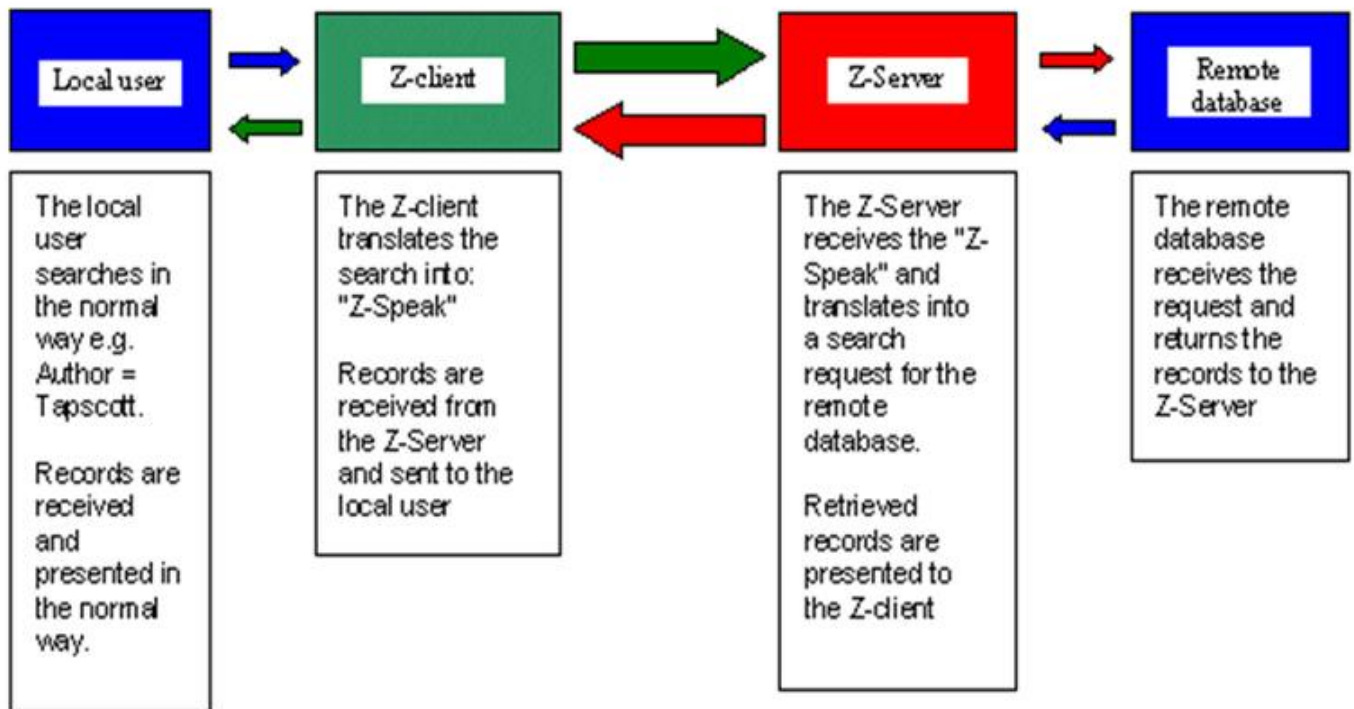 Local user
Z-client
Z-Server
Remote
database
The local
user
searches in
the normal
way e.g.
Author =
Tapscott.
Records are
received
and
presented in
the normal
way.
The Z-client
translates the
search into:
"Z-Speak"
Records are
received from
the Z-Server
and sent to the
local user
The Z-Server
receives the "Z-
Speak" and
translates into
a search
request for the
remote
database.
Retrieved
records are
presented to
the Z-client
The remote
database
receives the
request and
returns the
records to the
Z-Server